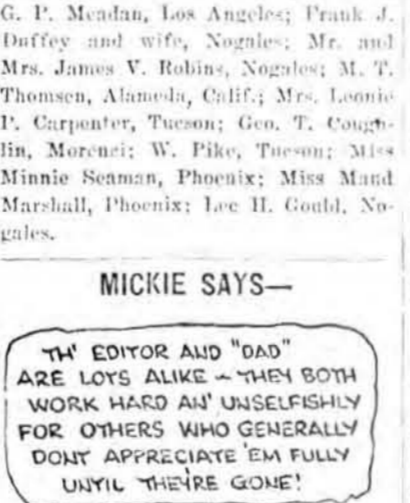 G. P. Meadan, Los Angeles; Frank J.
Duffey and wife, Nogales; Mr. and
Mrs. James V. Robins, Nogales; M. T.
Thomsen, Alameda, Calif.; Mrs. Leonie
P. Carpenter, Tucson; Geo. T. Cough-
lin, Morenci; W. Pike, Tucson; Miss
Minnie Seaman, Phoenix; Miss Maud
Marshall, Phoenix; Lee H. Gould, No-
gales.
MICKIE SAYS—
TH' EDITOR AND "DAD"
ARE LOTS ALIKE - THEY BOTH
WORK HARD AN' UNSELFISHLY
FOR OTHERS WHO GENERALLY
DONT APPRECIATE 'EM FULLY
UNTIL THEY'RE GONE!